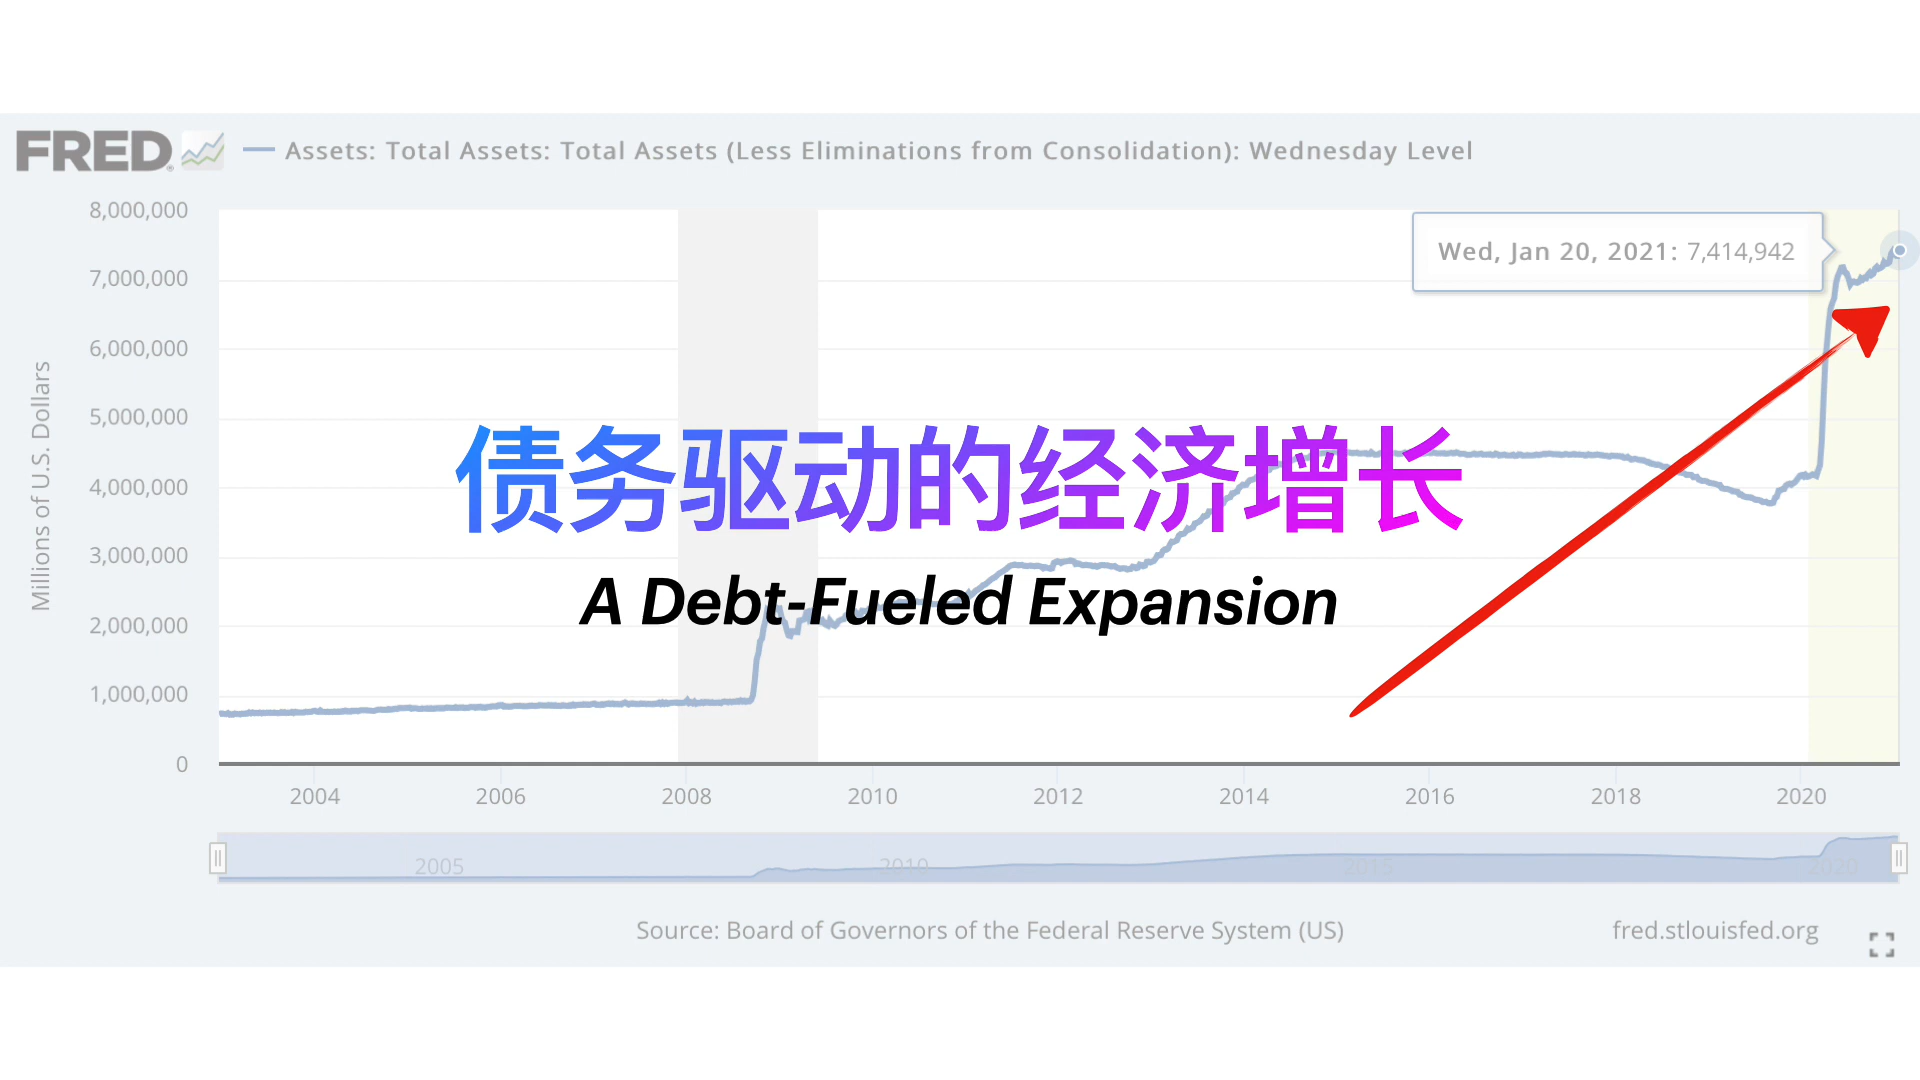 FRED® — Assets: Total Assets: Total Assets (Less Eliminations from Consolidation): Wednesday Level
8,000,000
7,000,000
6,000,000
5,000,000
4,000,000
3,000,000
2,000,000
1,000,000
0
Millions of U.S. Dollars
Wed, Jan 20, 2021: 7,414,942
债务驱动的经济增长
A Debt-Fueled Expansion
2004 2006 2008 2010 2012 2014 2016 2018 2020
2005 2010 2015 2020
Source: Board of Governors of the Federal Reserve System (US)
fred.stlouisfed.org